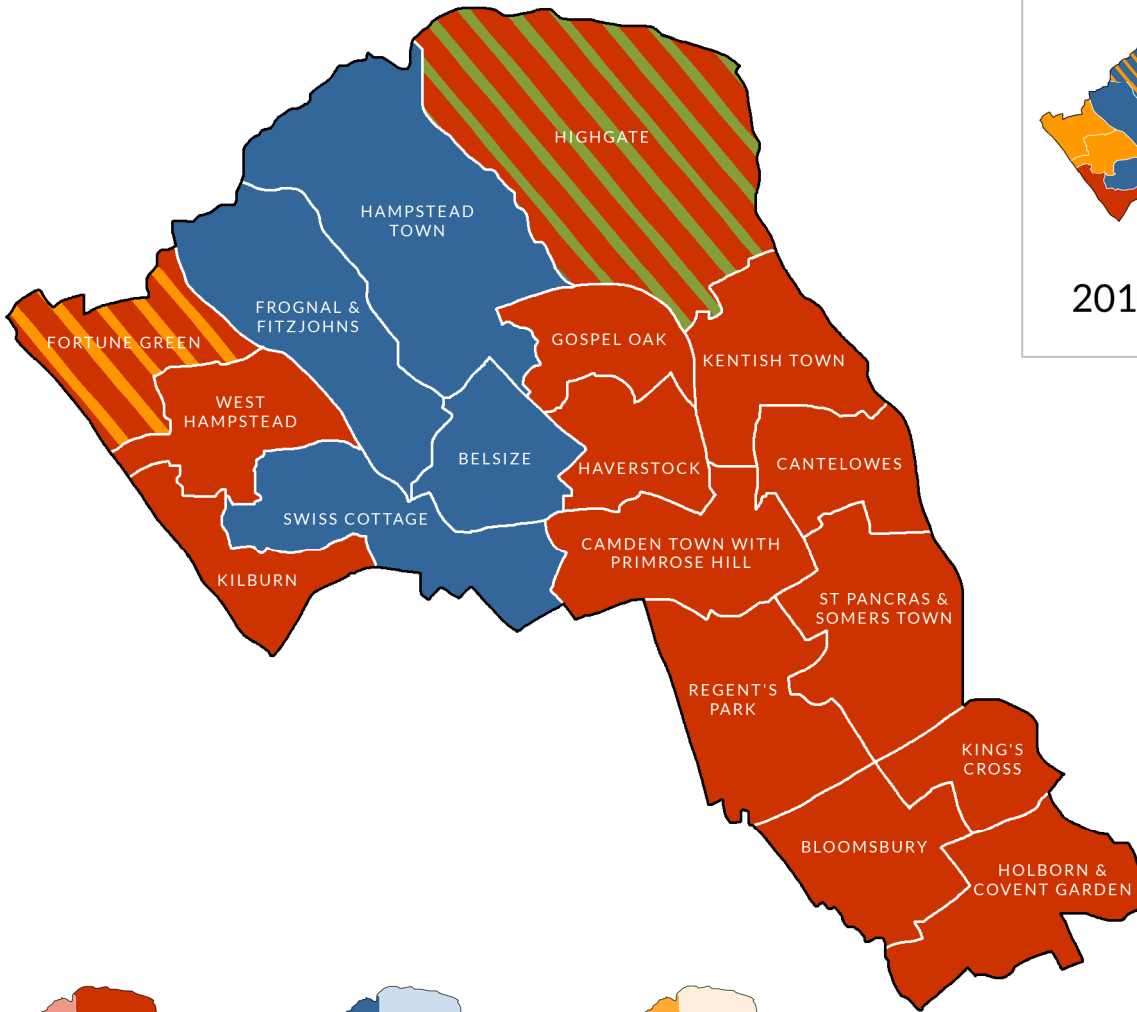 HIGHGATE
HAMPSTEAD
TOWN
FROGNAL &
FITZJOHNS
201
FORTUNE GREEN
GOSPEL OAK
KENTISH TOWN
WEST
HAMPSTEAD
BELSIZE
HAVERSTOCK
CANTELOWES
SWISS COTTAGE
CAMDEN TOWN WITH
PRIMROSE HILL
KILBURN
ST PANCRAS &
SOMERS TOWN
REGENT'S
PARK
KING'S
CROSS
BLOOMSBURY
HOLBORN &
COVENT GARDEN